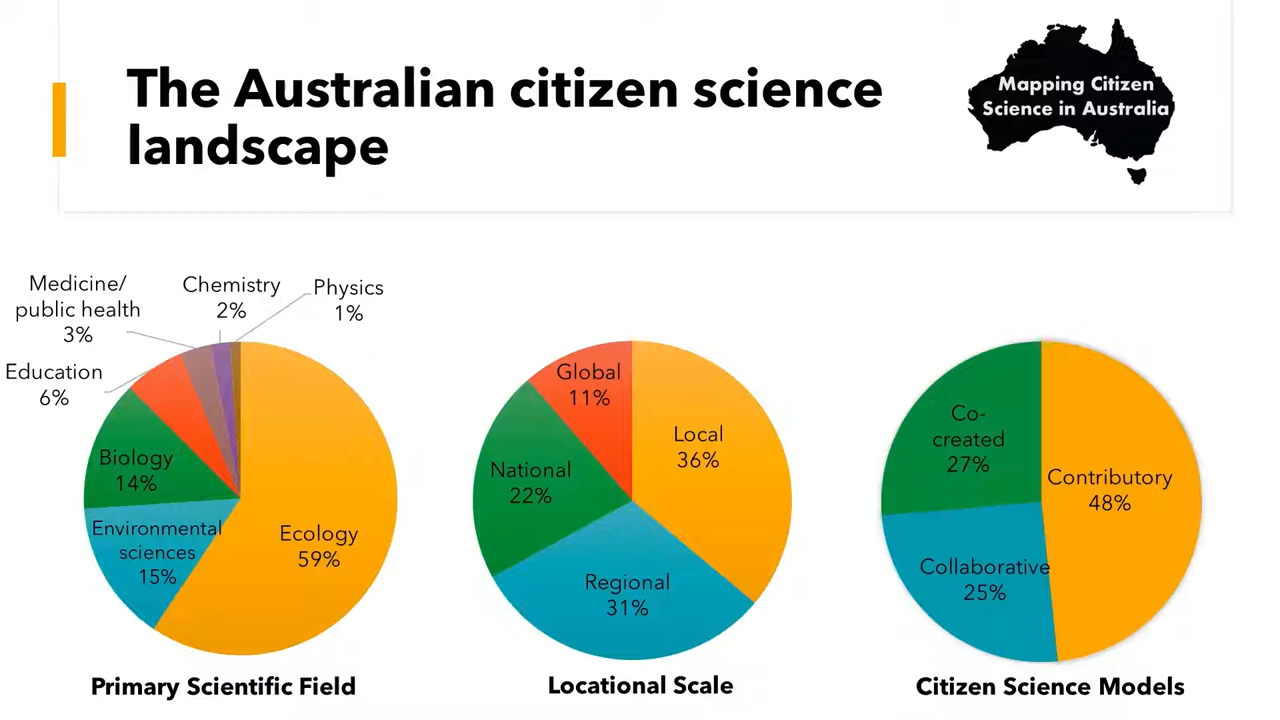 The Australian citizen science
landscape
Mapping Citizen
Science in Australia
Medicine/
public health
3%
Chemistry
2%
Physics
1%
Education
6%
Biology
14%
Environmental
sciences
15%
Ecology
59%
Primary Scientific Field
Global
11%
Local
36%
National
22%
Regional
31%
Locational Scale
Co-
created
27%
Contributory
48%
Collaborative
25%
Citizen Science Models